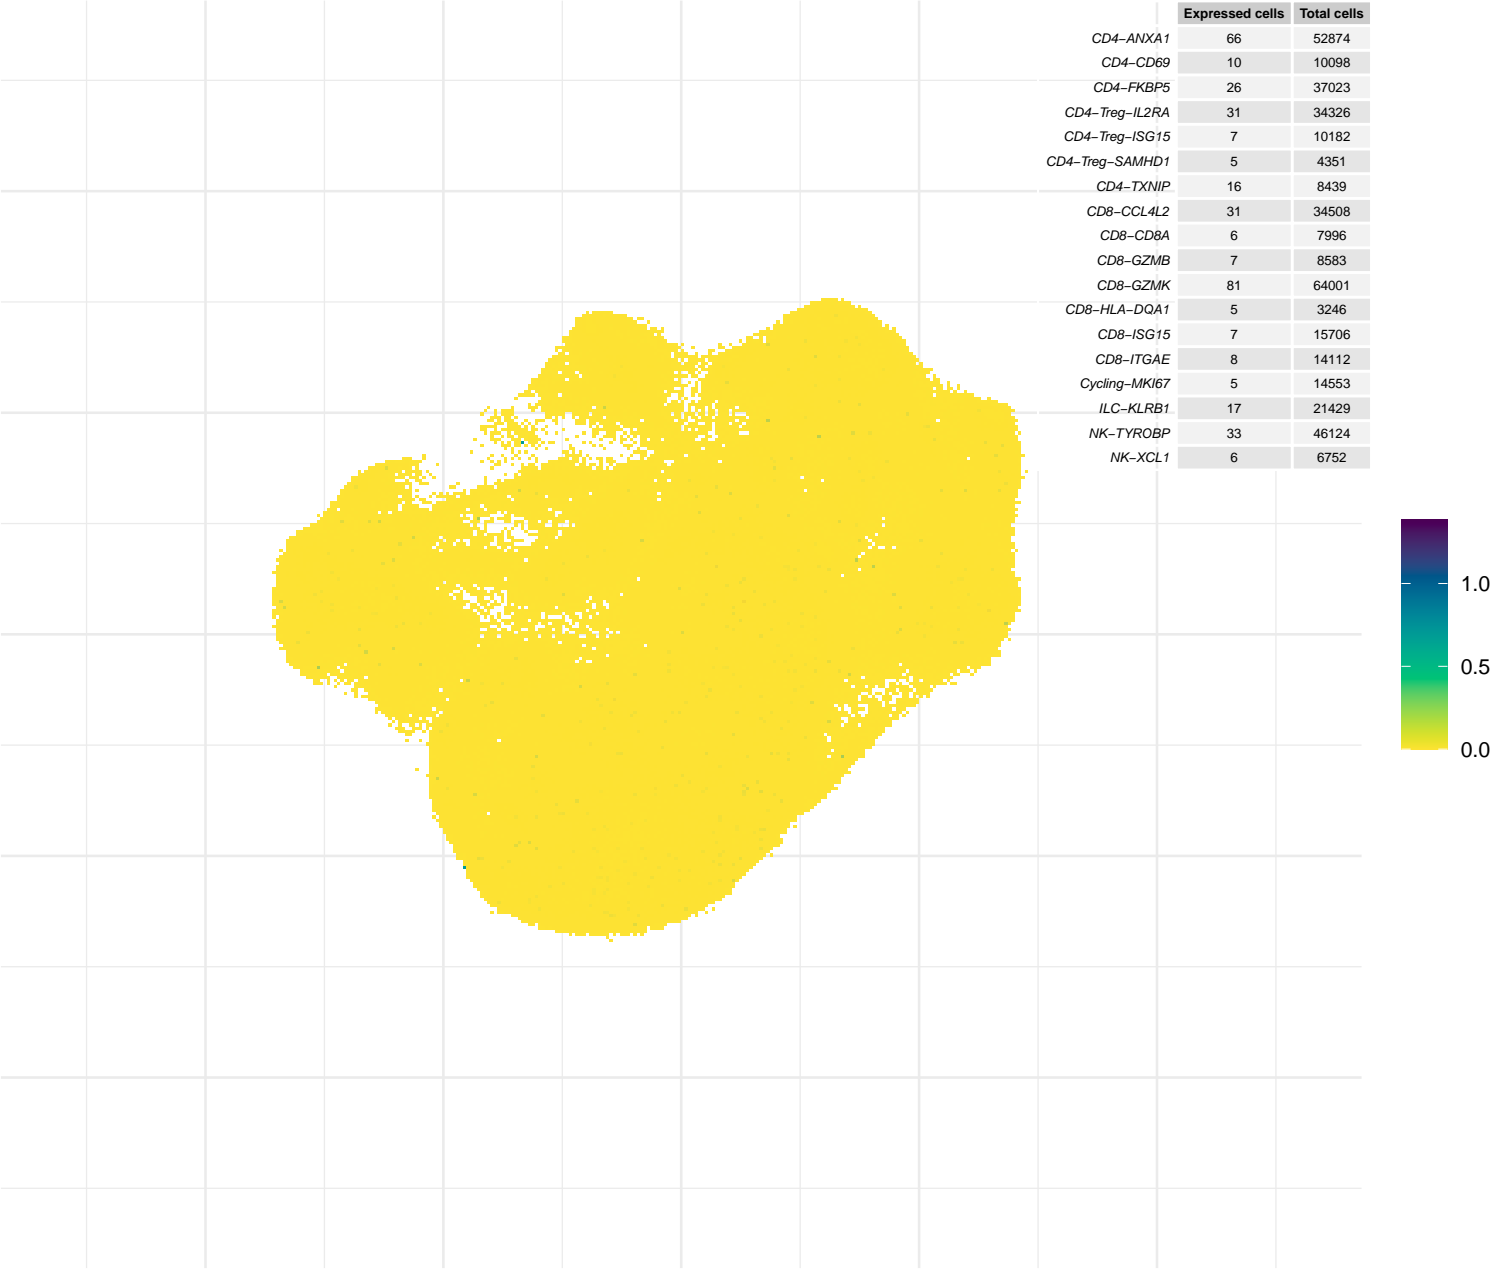 Expressed cells Total cells
CD4−ANXA1 66 52874
CD4−CD69 10 10098
CD4−FKBP5 26 37023
CD4−Treg−IL2RA 31 34326
CD4−Treg−ISG15 7 10182
CD4−Treg−SAMHD1 5 4351
CD4−TXNIP 16 8439
CD8−CCL4L2 31 34508
CD8−CD8A 6 7996
CD8−GZMB 7 8583
CD8−GZMK 81 64001
CD8−HLA−DQA1 5 3246
CD8−ISG15 7 15706
CD8−ITGAE 8 14112
Cycling−MKI67 5 14553
ILC−KLRB1 17 21429
NK−TYROBP 33 46124
NK−XCL1 6 6752
1.0
0.5
0.0